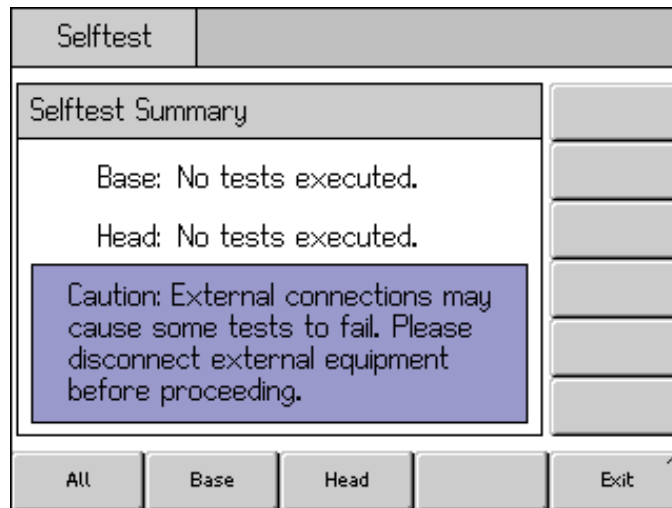 Selftest
Selftest Summary
Base: No tests executed.
Head: No tests executed.
Caution: External connections may
cause some tests to fail. Please
disconnect external equipment
before proceeding.
All Base Head Exit